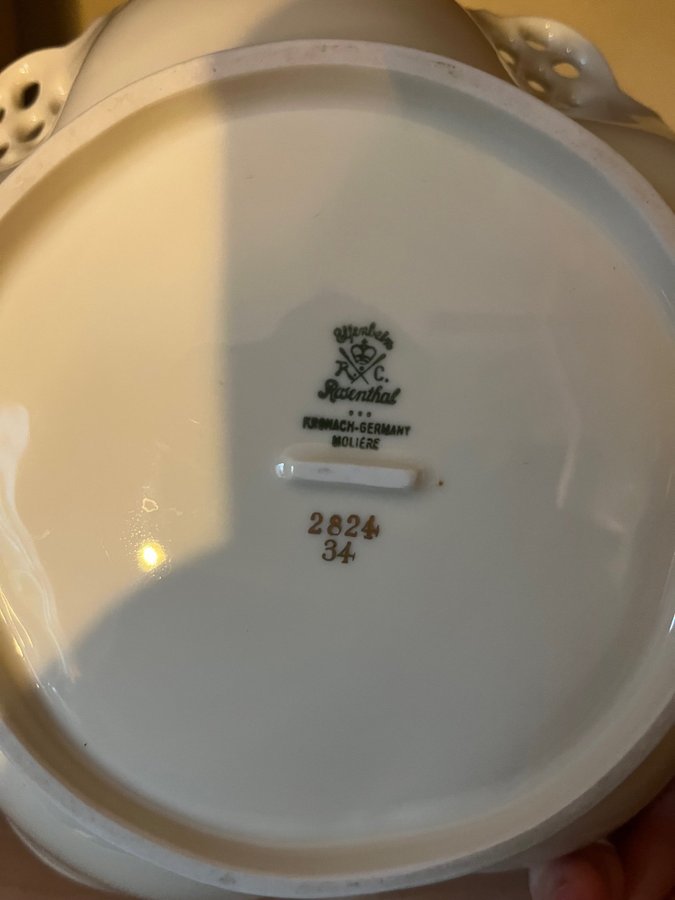 Elfenbein
R. C.
Rosenthal
KRONACH-GERMANY
MOLIÈRE
2824
34